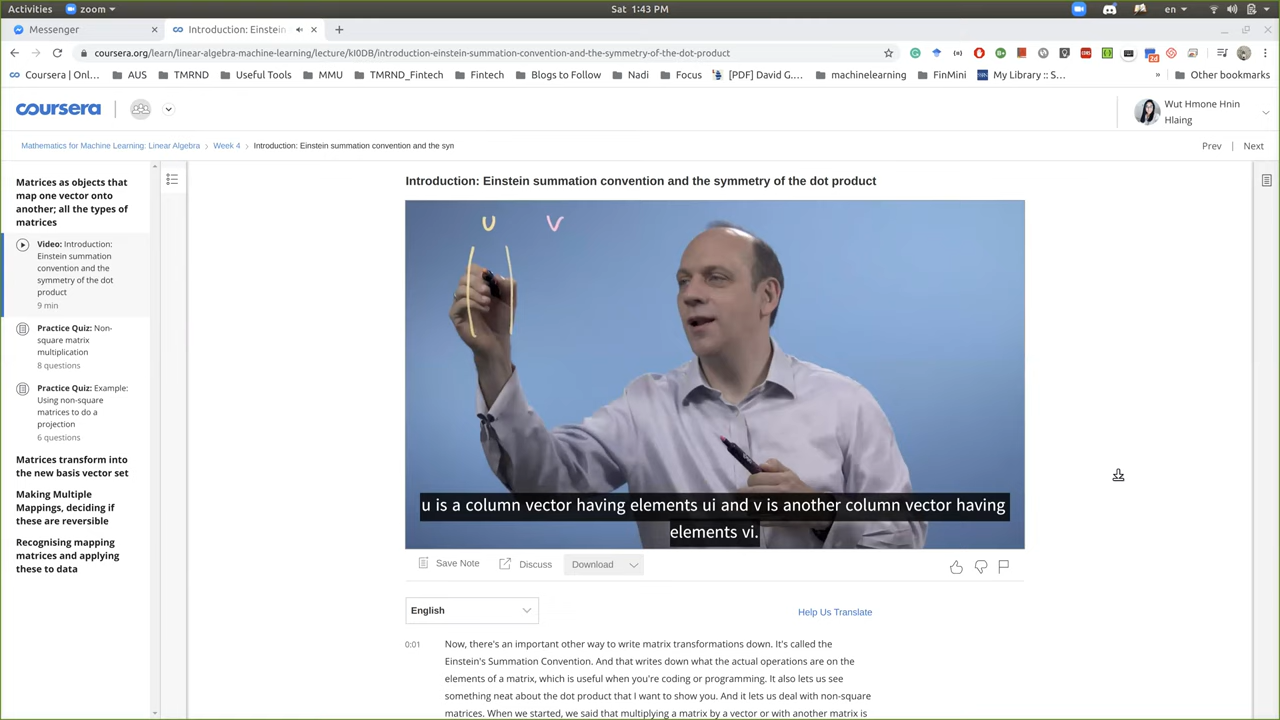 Activities
zoom
Sat 1:43 PM
en
Messenger
×
Introduction: Einstein
×
+
coursera.org/learn/linear-algebra-machine-learning/lecture/kI0DB/introduction-einstein-summation-convention-and-the-symmetry-of-the-dot-product
Coursera | Onl…
AUS
TMRND
Useful Tools
MMU
TMRND_Fintech
Fintech
Blogs to Follow
Nadi
Focus
[PDF] David G.…
machinelearning
FinMini
My Library :: S…
»
Other bookmarks
coursera
Wut Hmone Hnin
Hlaing
Mathematics for Machine Learning: Linear Algebra > Week 4 > Introduction: Einstein summation convention and the syn
Prev | Next
Matrices as objects that
map one vector onto
another; all the types of
matrices
Video: Introduction:
Einstein summation
convention and the
symmetry of the dot
product
9 min
Practice Quiz: Non-
square matrix
multiplication
8 questions
Practice Quiz: Example:
Using non-square
matrices to do a
projection
6 questions
Matrices transform into
the new basis vector set
Making Multiple
Mappings, deciding if
these are reversible
Recognising mapping
matrices and applying
these to data
Introduction: Einstein summation convention and the symmetry of the dot product
u v
u is a column vector having elements ui and v is another column vector having
elements vi.
Save Note
Discuss
Download
English
Help Us Translate
0:01
Now, there's an important other way to write matrix transformations down. It's called the
Einstein's Summation Convention. And that writes down what the actual operations are on the
elements of a matrix, which is useful when you're coding or programming. It also lets us see
something neat about the dot product that I want to show you. And it lets us deal with non-square
matrices. When we started, we said that multiplying a matrix by a vector or with another matrix is